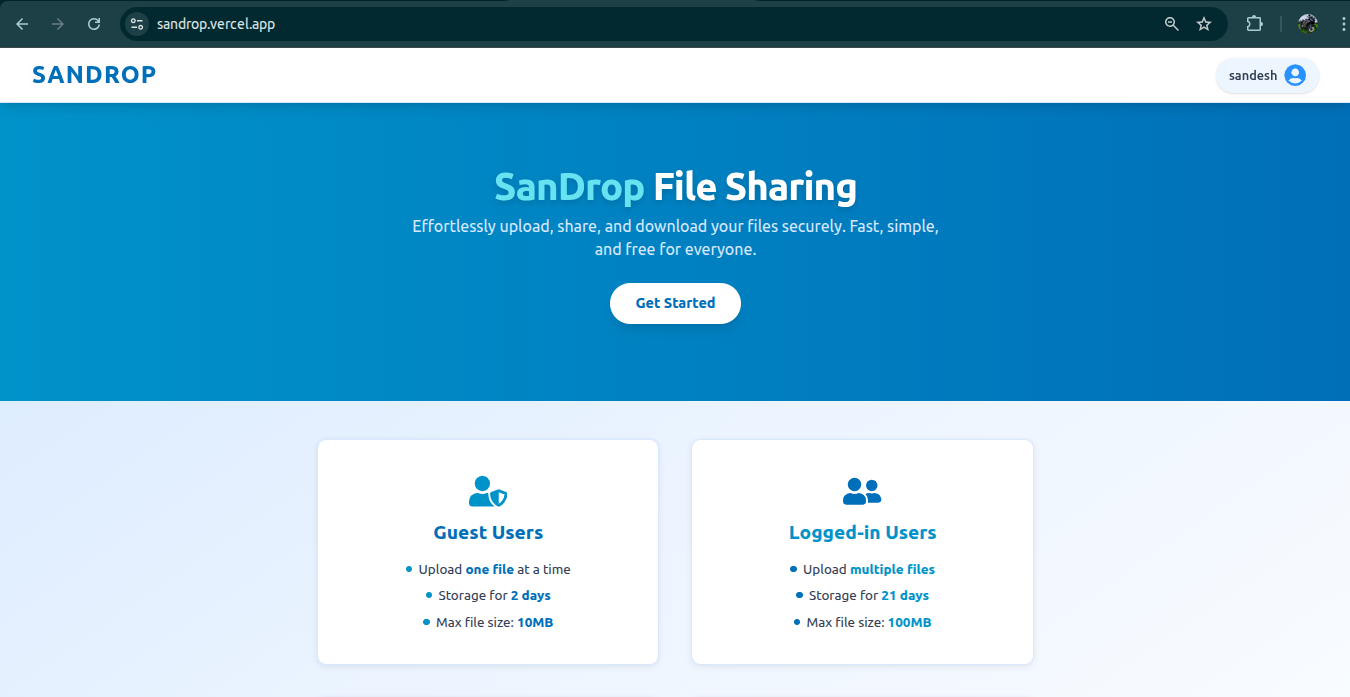 sandrop.vercel.app
SANDROP
sandesh
SanDrop File Sharing
Effortlessly upload, share, and download your files securely. Fast, simple,
and free for everyone.
Get Started
Guest Users
Upload one file at a time
Storage for 2 days
Max file size: 10MB
Logged-in Users
Upload multiple files
Storage for 21 days
Max file size: 100MB